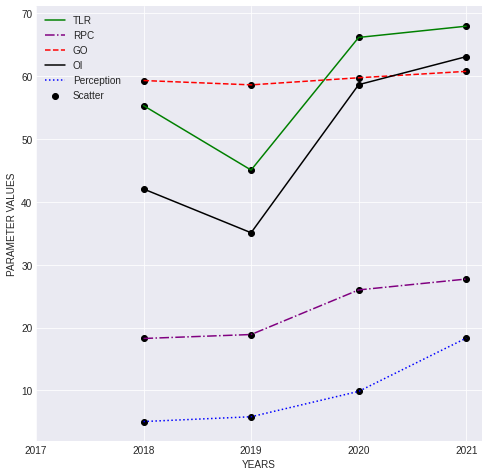 70
60
50
40
30
20
10
PARAMETER VALUES
TLR
RPC
GO
OI
Perception
Scatter
2017 2018 2019 2020 2021
YEARS